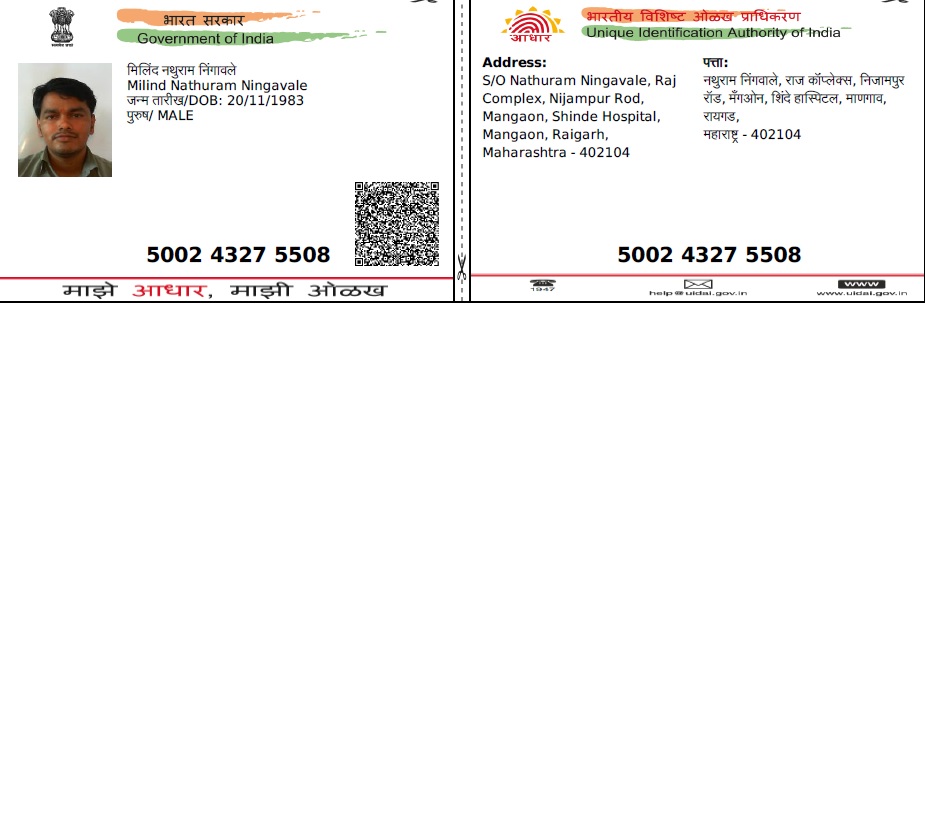 भारत सरकार
Government of India
मिलिंद नथुराम निंगावले
Milind Nathuram Ningavale
जन्म तारीख/DOB: 20/11/1983
पुरुष/ MALE
5002 4327 5508
माझे आधार, माझी ओळख
भारतीय विशिष्ट ओळख प्राधिकरण
Unique Identification Authority of India
आधार
Address:
S/O Nathuram Ningavale, Raj
Complex, Nijampur Rod,
Mangaon, Shinde Hospital,
Mangaon, Raigarh,
Maharashtra - 402104
पत्ता:
नथुराम निंगवाले, राज कॉम्प्लेक्स, निजामपुर
रॉड, मँगओन, शिंदे हास्पिटल, माणगाव,
रायगड,
महाराष्ट्र - 402104
5002 4327 5508
1947
help@uidai.gov.in
www
www.uidai.gov.in